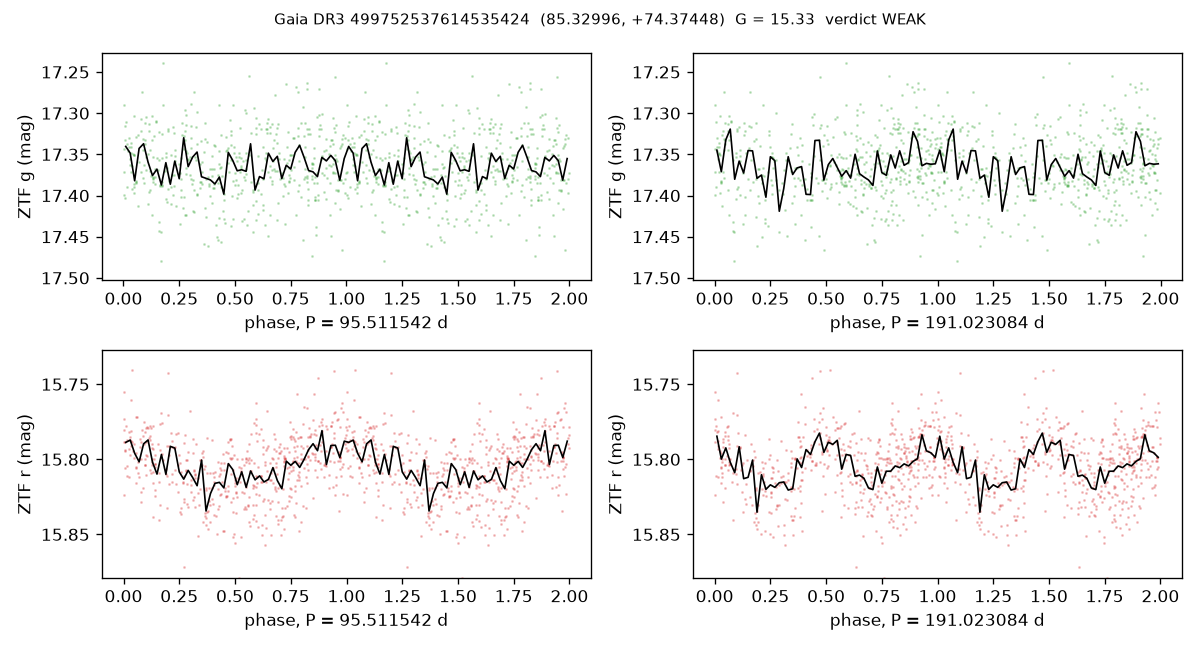 Gaia DR3 499752537614535424 (85.32996, +74.37448) G = 15.33 verdict WEAK
ZTF g (mag)
17.25
17.30
17.35
17.40
17.45
17.50
0.00 0.25 0.50 0.75 1.00 1.25 1.50 1.75 2.00
phase, P = 95.511542 d
ZTF g (mag)
17.25
17.30
17.35
17.40
17.45
17.50
0.00 0.25 0.50 0.75 1.00 1.25 1.50 1.75 2.00
phase, P = 191.023084 d
ZTF r (mag)
15.75
15.80
15.85
0.00 0.25 0.50 0.75 1.00 1.25 1.50 1.75 2.00
phase, P = 95.511542 d
ZTF r (mag)
15.75
15.80
15.85
0.00 0.25 0.50 0.75 1.00 1.25 1.50 1.75 2.00
phase, P = 191.023084 d